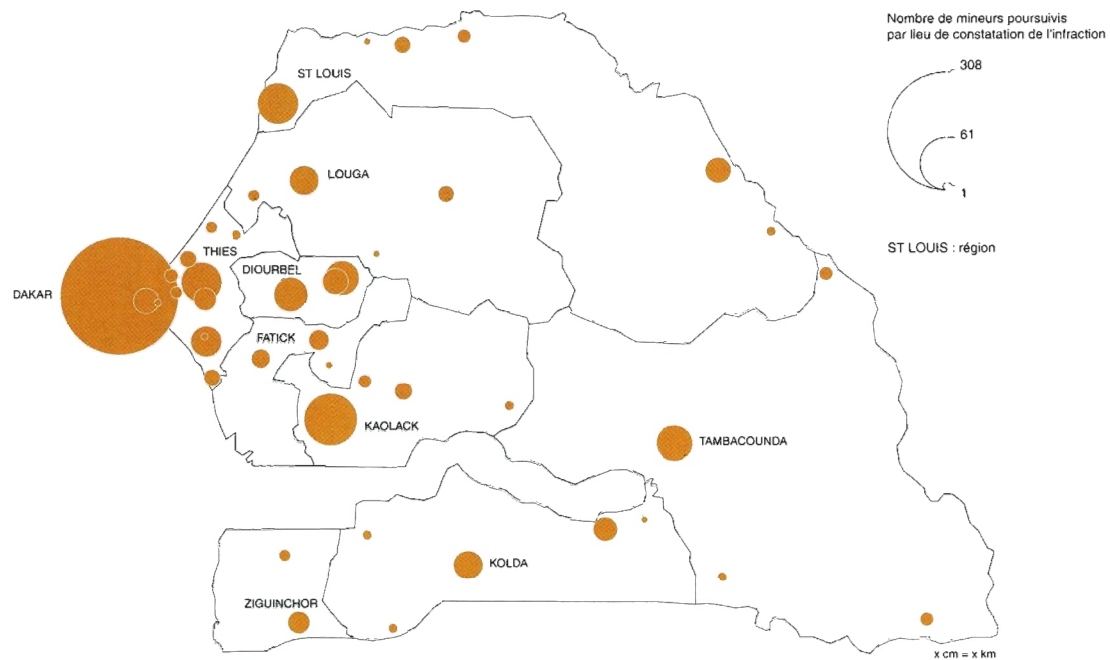 Nombre de mineurs poursuivis
par lieu de constatation de l'infraction
308
61
1
ST LOUIS : région
ST LOUIS
LOUGA
THIES
DIOURBEL
DAKAR
FATICK
KAOLACK
TAMBACOUNDA
KOLDA
ZIGUINCHOR
x cm = x km